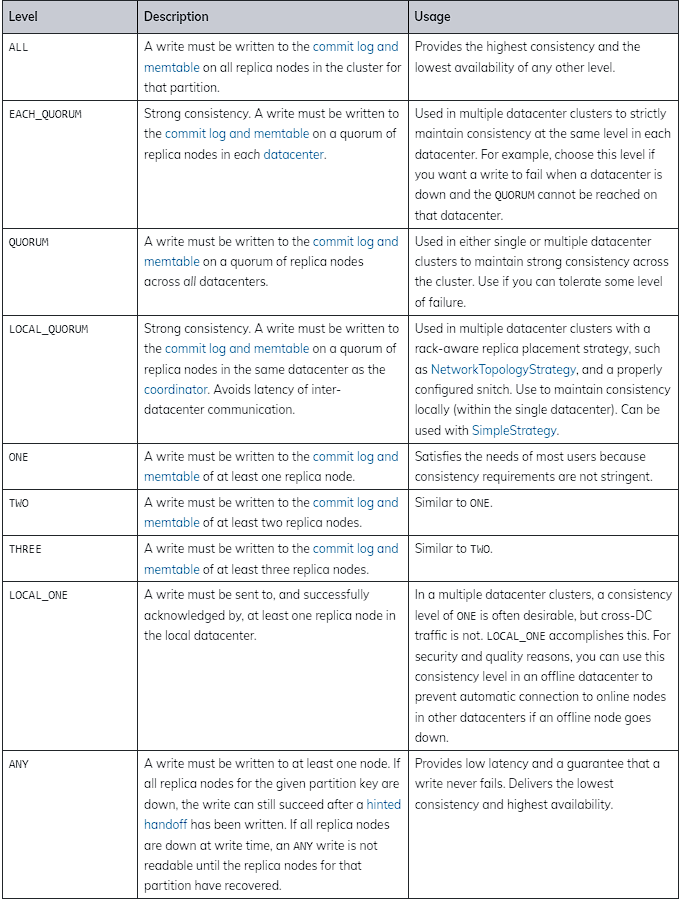 Level
Description
Usage
ALL
A write must be written to the commit log and
memtable on all replica nodes in the cluster for
that partition.
Provides the highest consistency and the
lowest availability of any other level.
EACH_QUORUM
Strong consistency. A write must be written to
the commit log and memtable on a quorum of
replica nodes in each datacenter.
Used in multiple datacenter clusters to strictly
maintain consistency at the same level in each
datacenter. For example, choose this level if
you want a write to fail when a datacenter is
down and the QUORUM cannot be reached on
that datacenter.
QUORUM
A write must be written to the commit log and
memtable on a quorum of replica nodes
across all datacenters.
Used in either single or multiple datacenter
clusters to maintain strong consistency across
the cluster. Use if you can tolerate some level
of failure.
LOCAL_QUORUM
Strong consistency. A write must be written to
the commit log and memtable on a quorum of
replica nodes in the same datacenter as the
coordinator. Avoids latency of inter-
datacenter communication.
Used in multiple datacenter clusters with a
rack-aware replica placement strategy, such
as NetworkTopologyStrategy, and a properly
configured snitch. Use to maintain consistency
locally (within the single datacenter). Can be
used with SimpleStrategy.
ONE
A write must be written to the commit log and
memtable of at least one replica node.
Satisfies the needs of most users because
consistency requirements are not stringent.
TWO
A write must be written to the commit log and
memtable of at least two replica nodes.
Similar to ONE.
THREE
A write must be written to the commit log and
memtable of at least three replica nodes.
Similar to TWO.
LOCAL_ONE
A write must be sent to, and successfully
acknowledged by, at least one replica node in
the local datacenter.
In a multiple datacenter clusters, a consistency
level of ONE is often desirable, but cross-DC
traffic is not. LOCAL_ONE accomplishes this. For
security and quality reasons, you can use this
consistency level in an offline datacenter to
prevent automatic connection to online nodes
in other datacenters if an offline node goes
down.
ANY
A write must be written to at least one node. If
all replica nodes for the given partition key are
down, the write can still succeed after a hinted
handoff has been written. If all replica nodes
are down at write time, an ANY write is not
readable until the replica nodes for that
partition have recovered.
Provides low latency and a guarantee that a
write never fails. Delivers the lowest
consistency and highest availability.